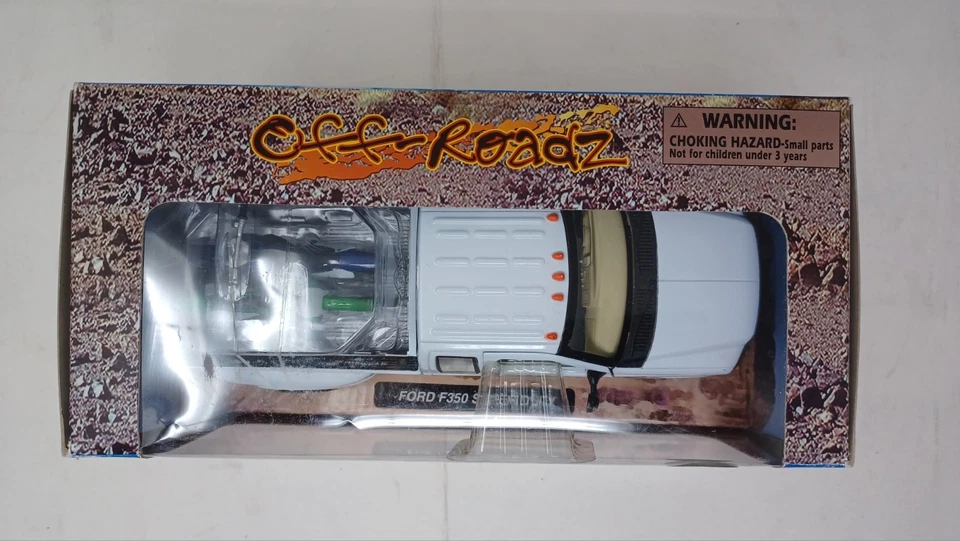 Off-Roadz
WARNING:
CHOKING HAZARD-Small parts
Not for children under 3 years
FORD F350